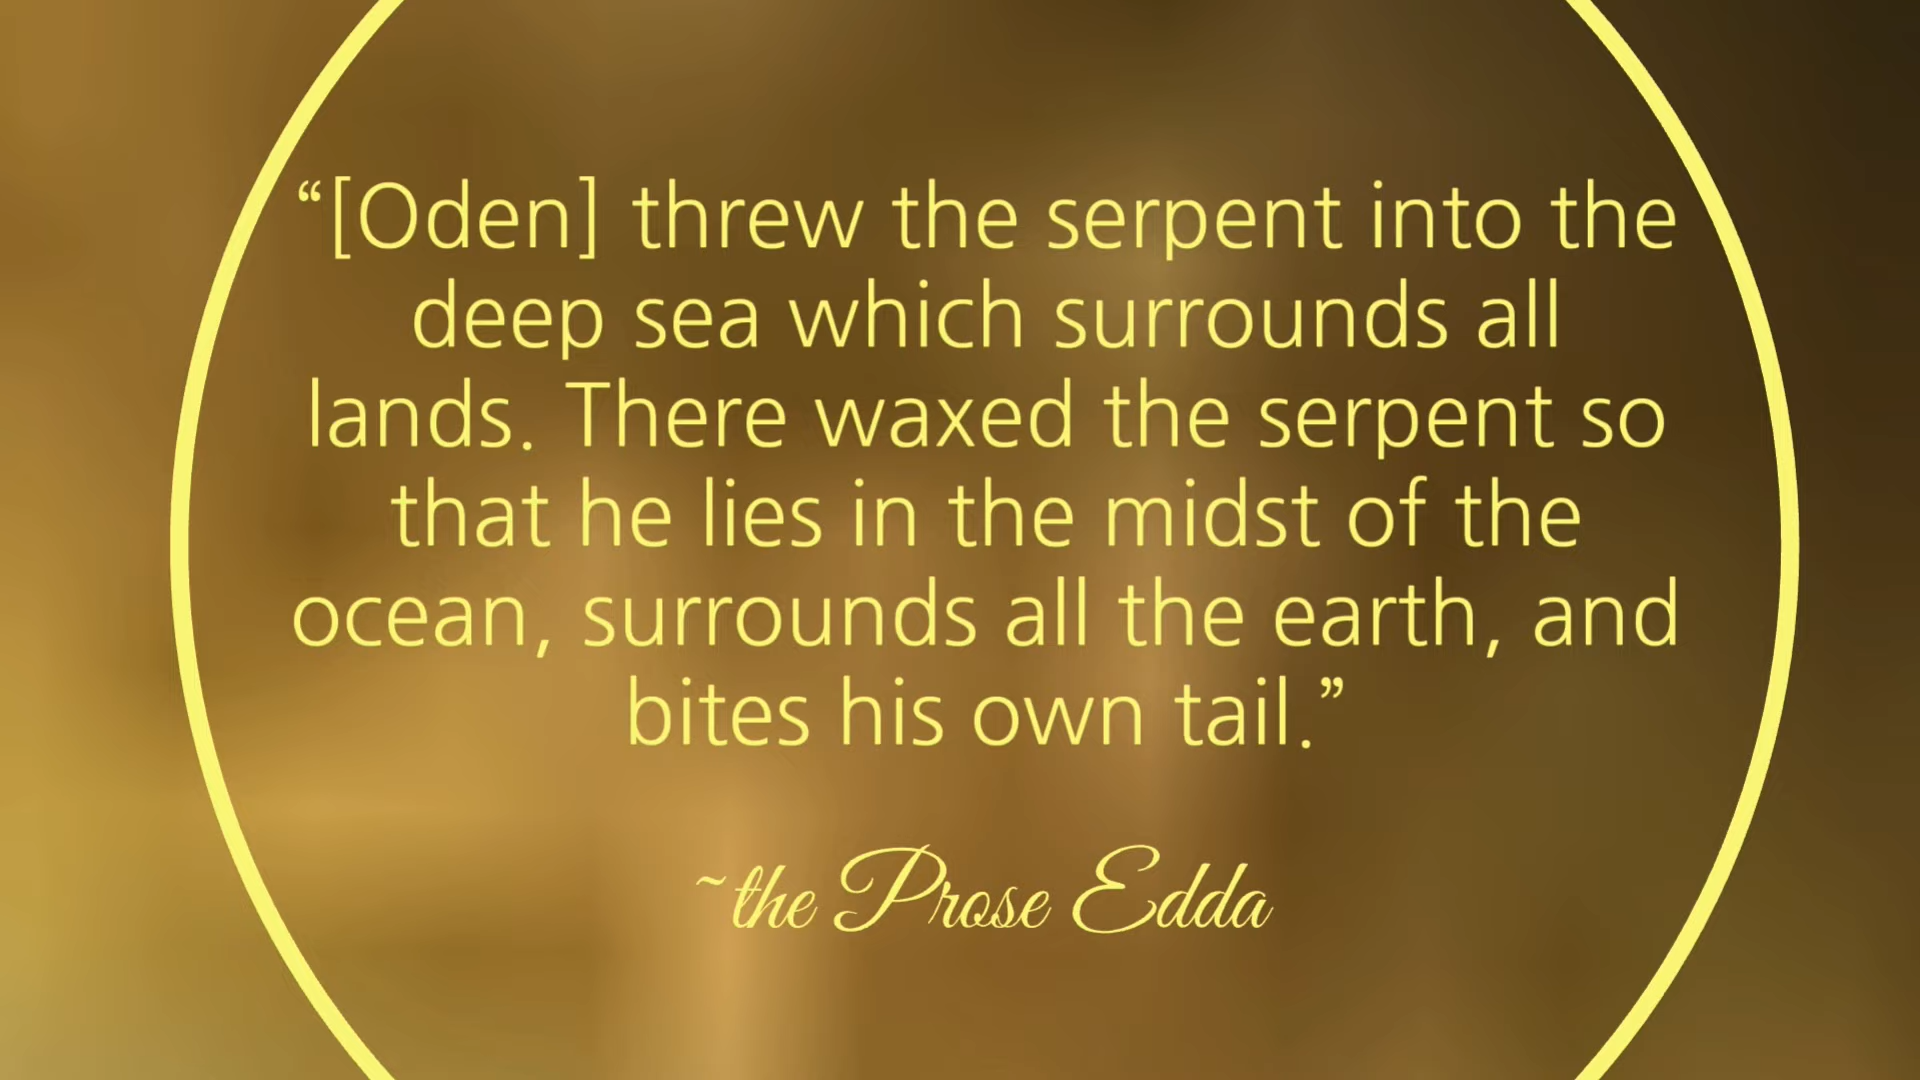 “[Oden] threw the serpent into the
deep sea which surrounds all
lands. There waxed the serpent so
that he lies in the midst of the
ocean, surrounds all the earth, and
bites his own tail.”
~the Prose Edda